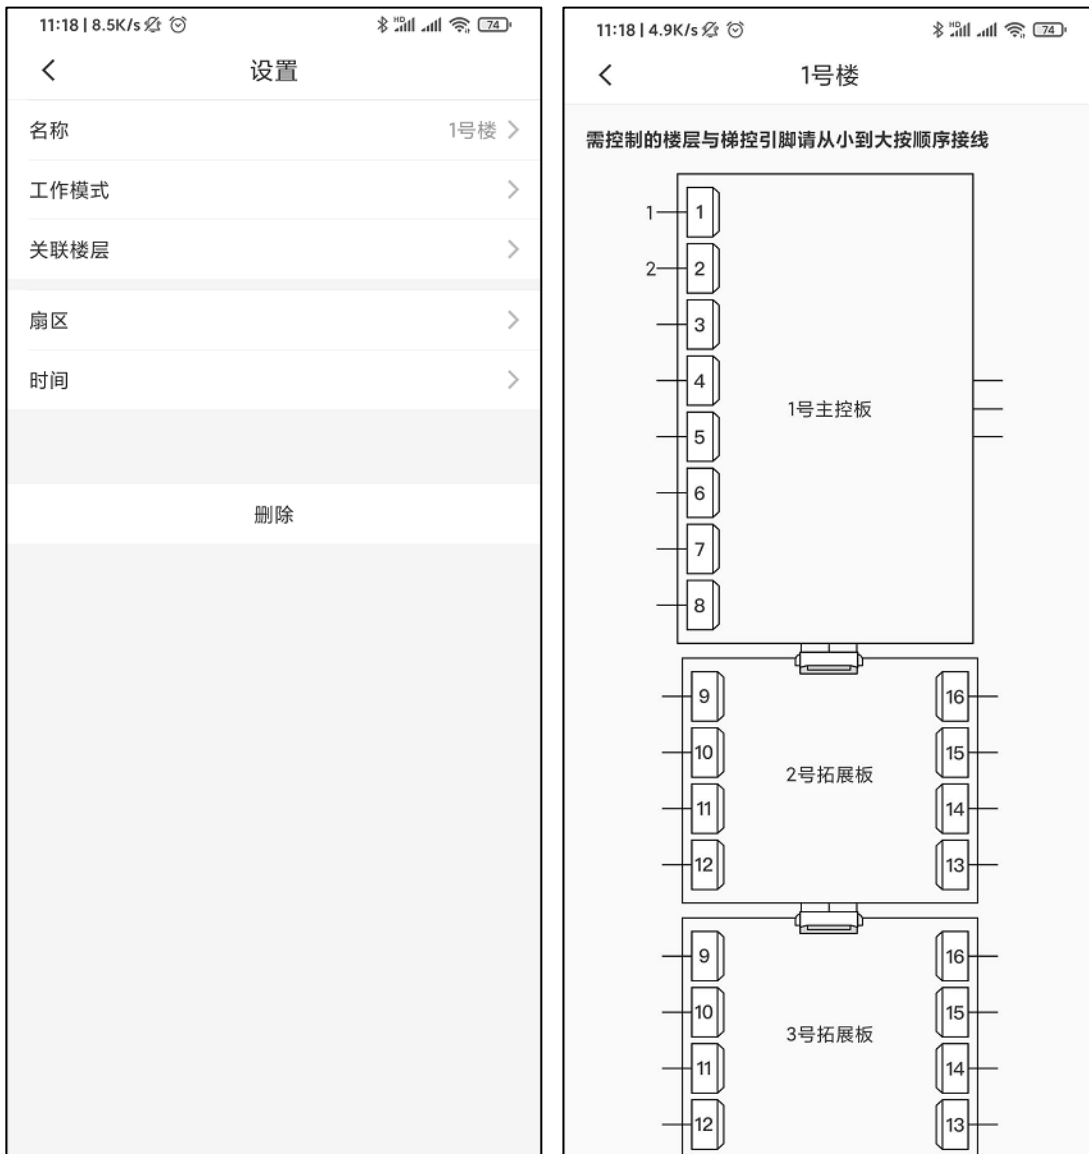 11:18 | 8.5K/s
HD
74
设置
名称
1号楼
工作模式
关联楼层
扇区
时间
删除
11:18 | 4.9K/s
HD
74
1号楼
需控制的楼层与梯控引脚请从小到大按顺序接线
1 1
2 2
3
4
1号主控板
5
6
7
8
9 16
10 15
2号拓展板
11 14
12 13
9 16
10 15
3号拓展板
11 14
12 13